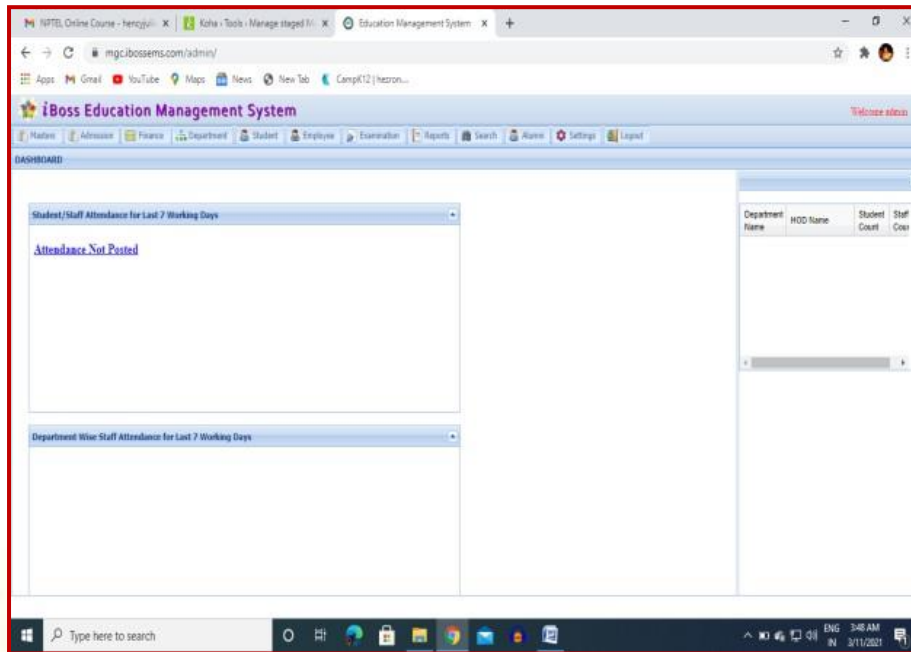 NPTEL Online Course - hencyjuli
Koha › Tools › Manage staged M
Education Management System
mgc.ibossems.com/admin/
Apps Gmail YouTube Maps News New Tab CampK12 | hezron...
iBoss Education Management System
Welcome admin
Masters Admission Finance Department Student Employee Examination Reports Search Alumni Settings Logout
DASHBOARD
Student/Staff Attendance for Last 7 Working Days
Attendance Not Posted
Department Name HOD Name Student Count Staff Coun
Department Wise Staff Attendance for Last 7 Working Days
Type here to search
ENG 3:48 AM
IN 3/11/2021